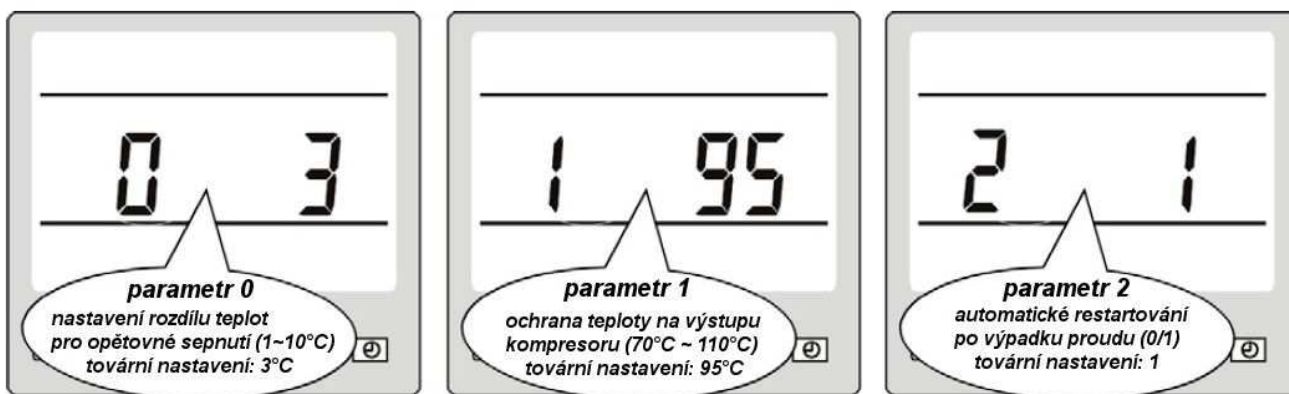 0 3
parametr 0
nastavení rozdílu teplot
pro opětovné sepnutí (1~10°C)
tovární nastavení: 3°C
1 95
parametr 1
ochrana teploty na výstupu
kompresoru (70°C ~ 110°C)
tovární nastavení: 95°C
2 1
parametr 2
automatické restartování
po výpadku proudu (0/1)
tovární nastavení: 1